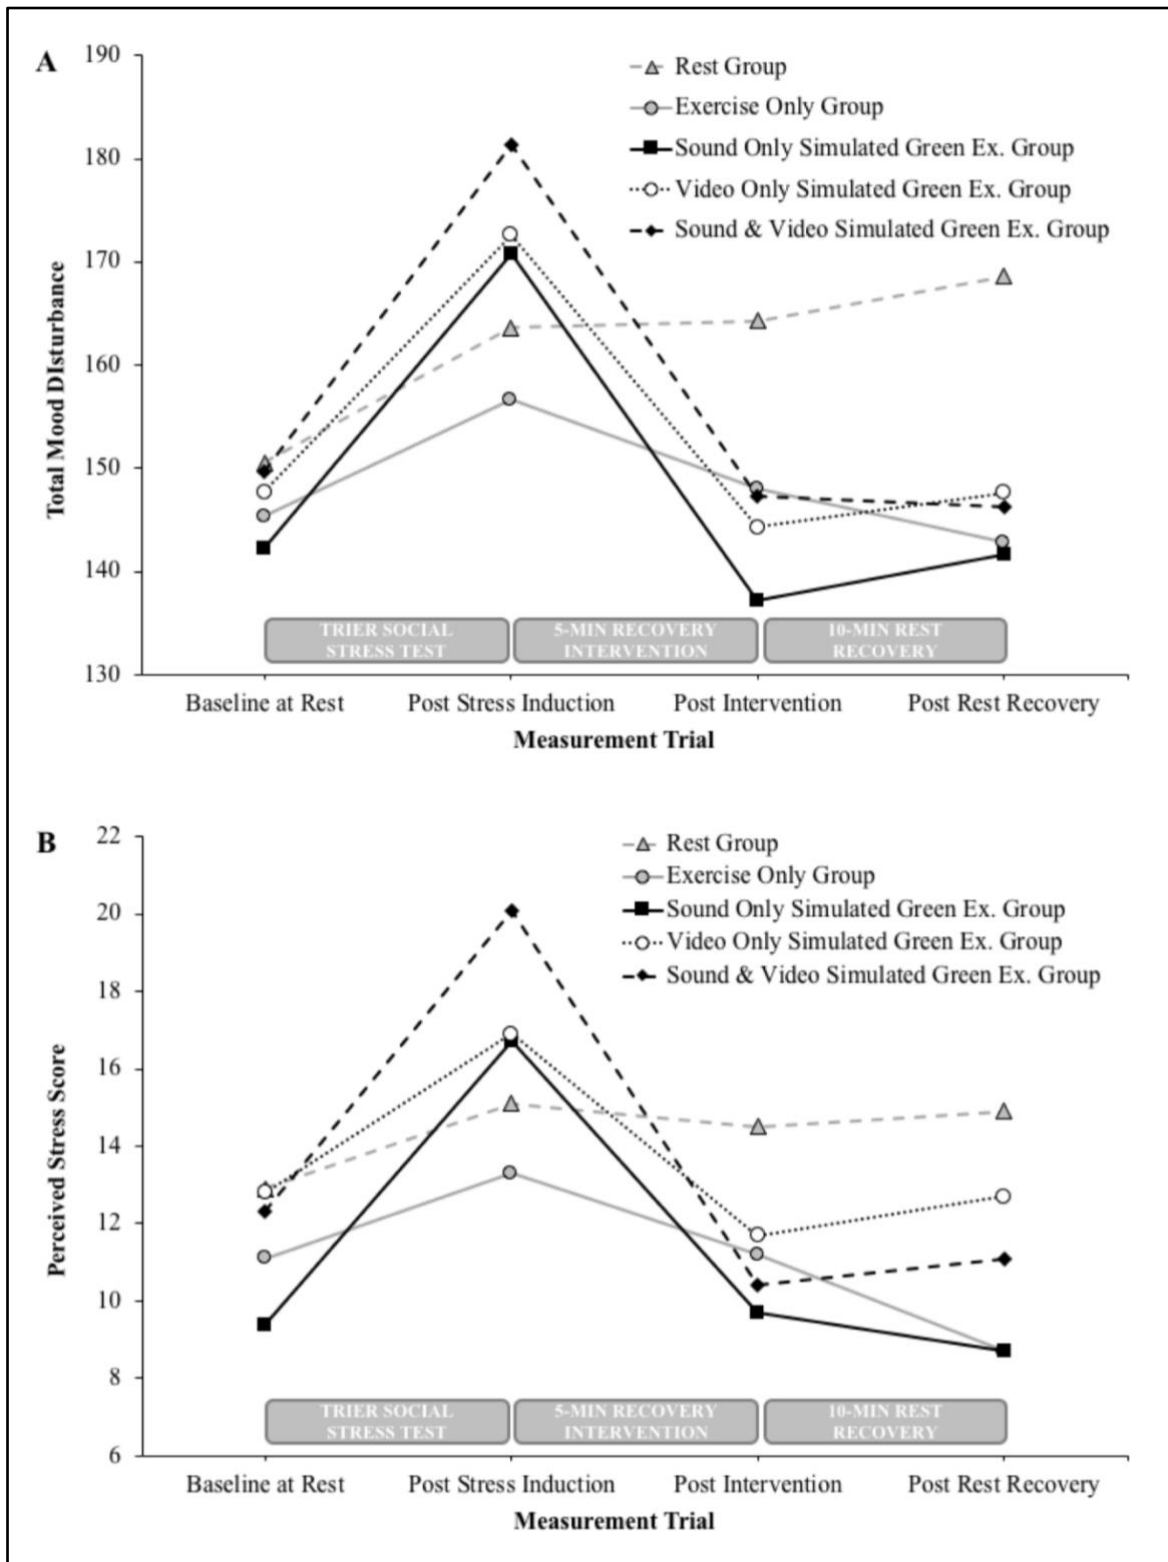 A
190
180
170
160
150
140
130
Total Mood DIsturbance
Rest Group
Exercise Only Group
Sound Only Simulated Green Ex. Group
Video Only Simulated Green Ex. Group
Sound & Video Simulated Green Ex. Group
TRIER SOCIAL
STRESS TEST
5-MIN RECOVERY
INTERVENTION
10-MIN REST
RECOVERY
Baseline at Rest
Post Stress Induction
Post Intervention
Post Rest Recovery
Measurement Trial
B
22
20
18
16
14
12
10
8
6
Perceived Stress Score
Rest Group
Exercise Only Group
Sound Only Simulated Green Ex. Group
Video Only Simulated Green Ex. Group
Sound & Video Simulated Green Ex. Group
TRIER SOCIAL
STRESS TEST
5-MIN RECOVERY
INTERVENTION
10-MIN REST
RECOVERY
Baseline at Rest
Post Stress Induction
Post Intervention
Post Rest Recovery
Measurement Trial